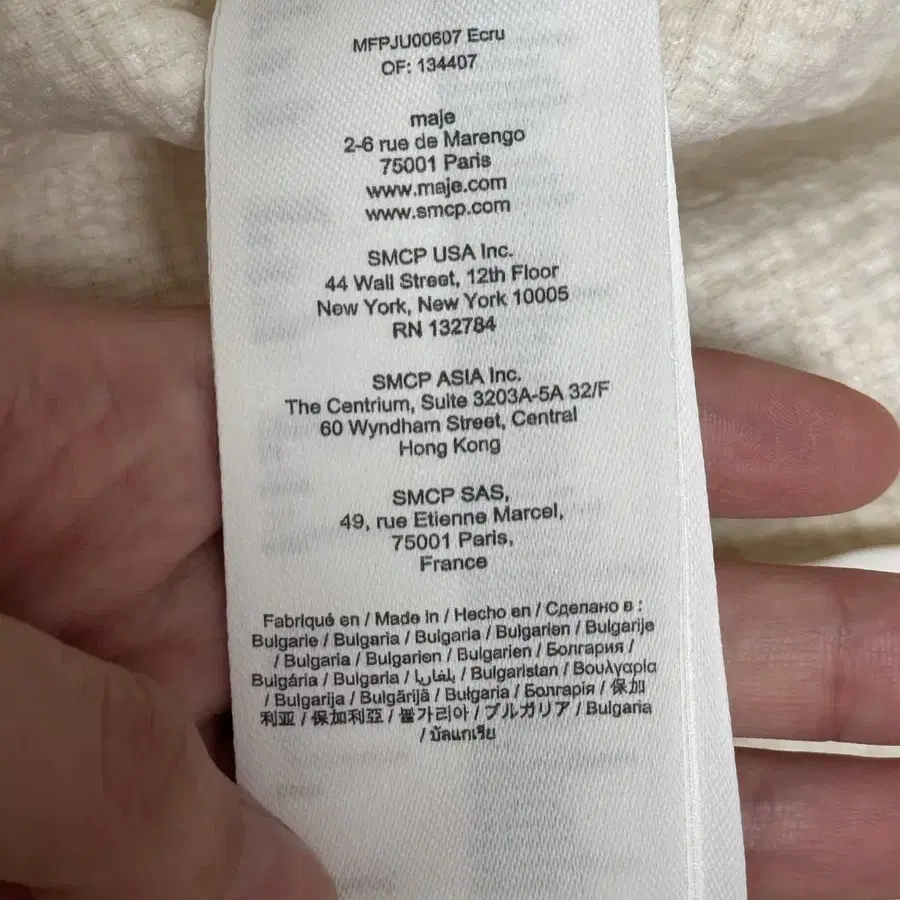 MFPJU00607 Ecru
OF: 134407
maje
2-6 rue de Marengo
75001 Paris
www.maje.com
www.smcp.com
SMCP USA Inc.
44 Wall Street, 12th Floor
New York, New York 10005
RN 132784
SMCP ASIA Inc.
The Centrium, Suite 3203A-5A 32/F
60 Wyndham Street, Central
Hong Kong
SMCP SAS,
49, rue Etienne Marcel,
75001 Paris,
France
Fabriqué en / Made in / Hecho en / Сделано в :
Bulgarie / Bulgaria / Bulgaria / Bulgarien / Bulgarije
/ Bulgaria / Bulgarien / Bulgarien / Болгария /
Bulgária / Bulgaria / بلغاريا / Bulgaristan / Βουλγαρία
/ Bulgarija / Bulgārijā / Bulgaria / Болгарія / 保加
利亚 / 保加利亞 / 불가리아 / ブルガリア / Bulgaria
/ บัลแกเรีย